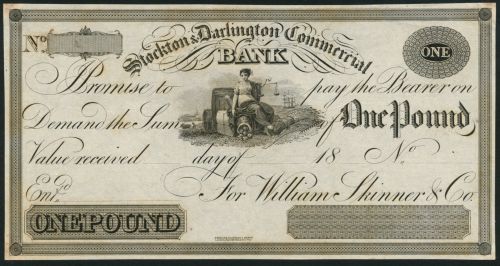 Stockton & Darlington Commercial
No
BANK
ONE
I Promise to pay the Bearer on
Demand the Sum of One Pound
Value received day of 18 No
Entd. For William Skinner & Co.
ONE POUND